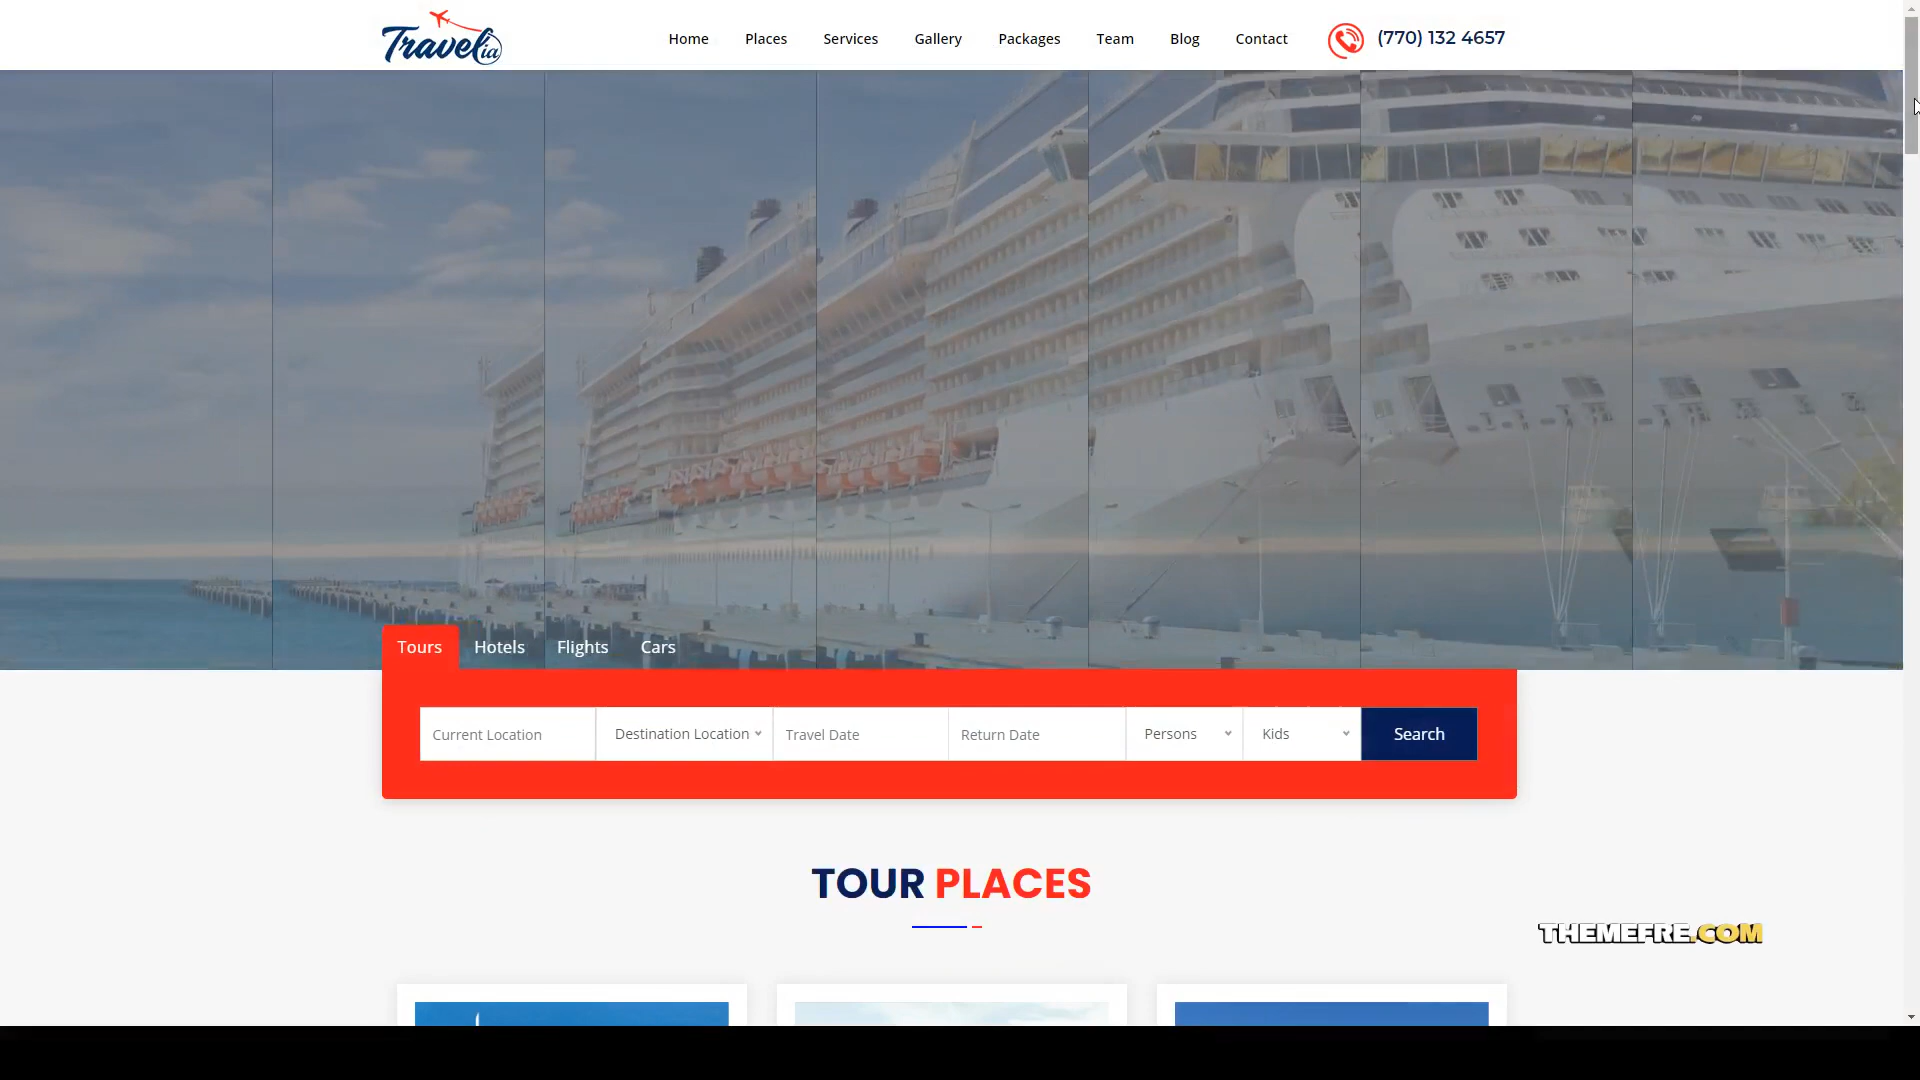 Travelia
Home Places Services Gallery Packages Team Blog Contact (770) 132 4657
Tours Hotels Flights Cars
Current Location Destination Location Travel Date Return Date Persons Kids Search
TOUR PLACES
THEMEFRE.COM